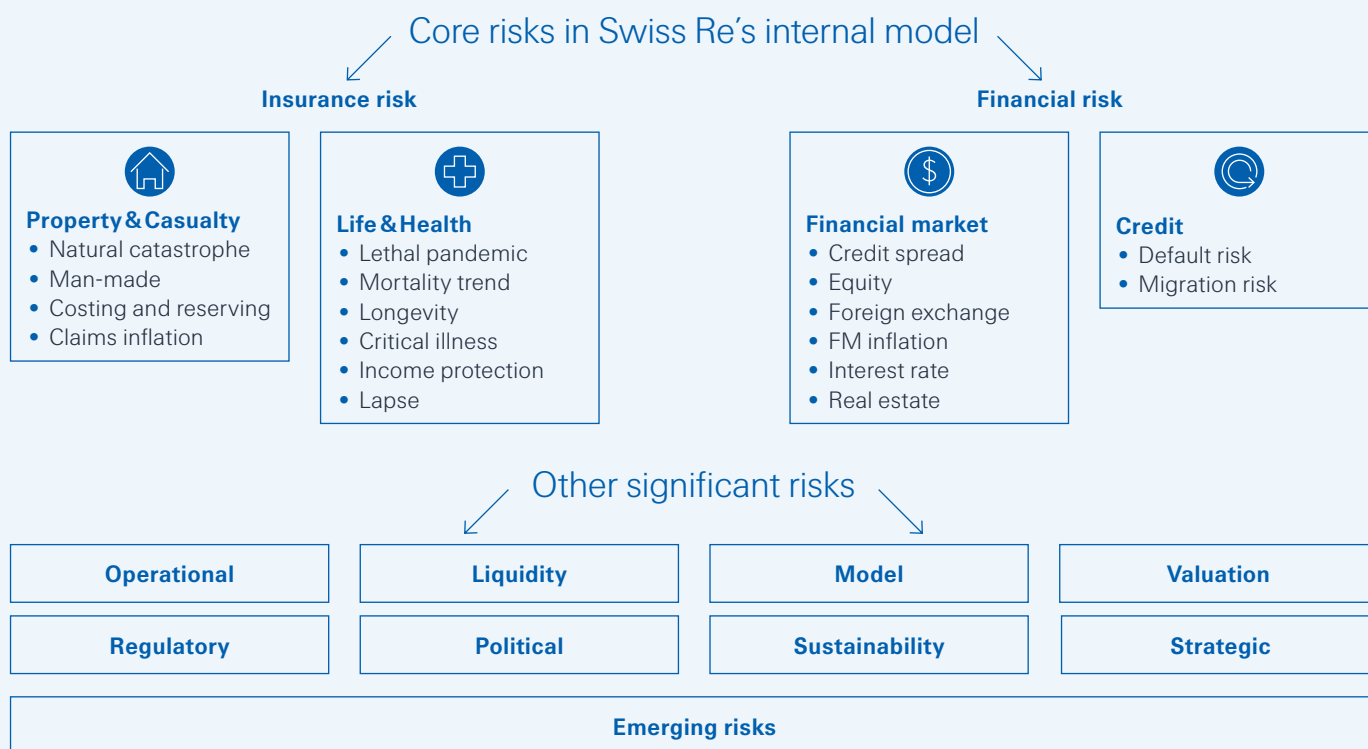 Core risks in Swiss Re's internal model
Insurance risk
Property & Casualty
• Natural catastrophe
• Man-made
• Costing and reserving
• Claims inflation
Life & Health
• Lethal pandemic
• Mortality trend
• Longevity
• Critical illness
• Income protection
• Lapse
Financial risk
$
Financial market
• Credit spread
• Equity
• Foreign exchange
• FM inflation
• Interest rate
• Real estate
Credit
• Default risk
• Migration risk
Other significant risks
Operational
Liquidity
Model
Valuation
Regulatory
Political
Sustainability
Strategic
Emerging risks